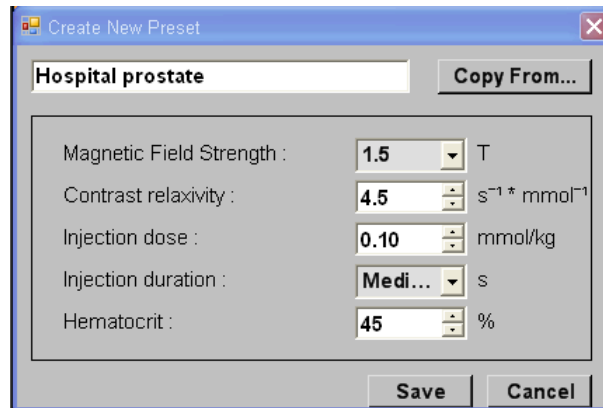 Create New Preset
Hospital prostate
Copy From...
Magnetic Field Strength : 1.5 T
Contrast relaxivity : 4.5 s⁻¹ * mmol⁻¹
Injection dose : 0.10 mmol/kg
Injection duration : Medi... s
Hematocrit : 45 %
Save Cancel